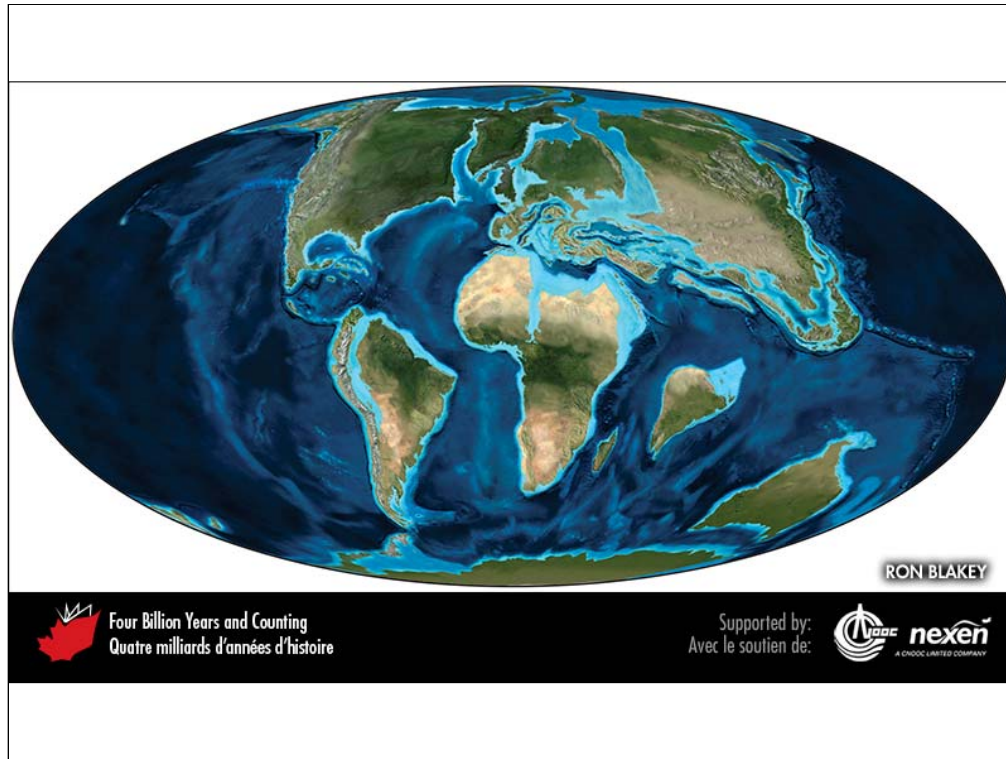 RON BLAKEY
Four Billion Years and Counting
Quatre milliards d'années d'histoire
Supported by:
Avec le soutien de:
CNOOC
nexen
A CNOOC LIMITED COMPANY